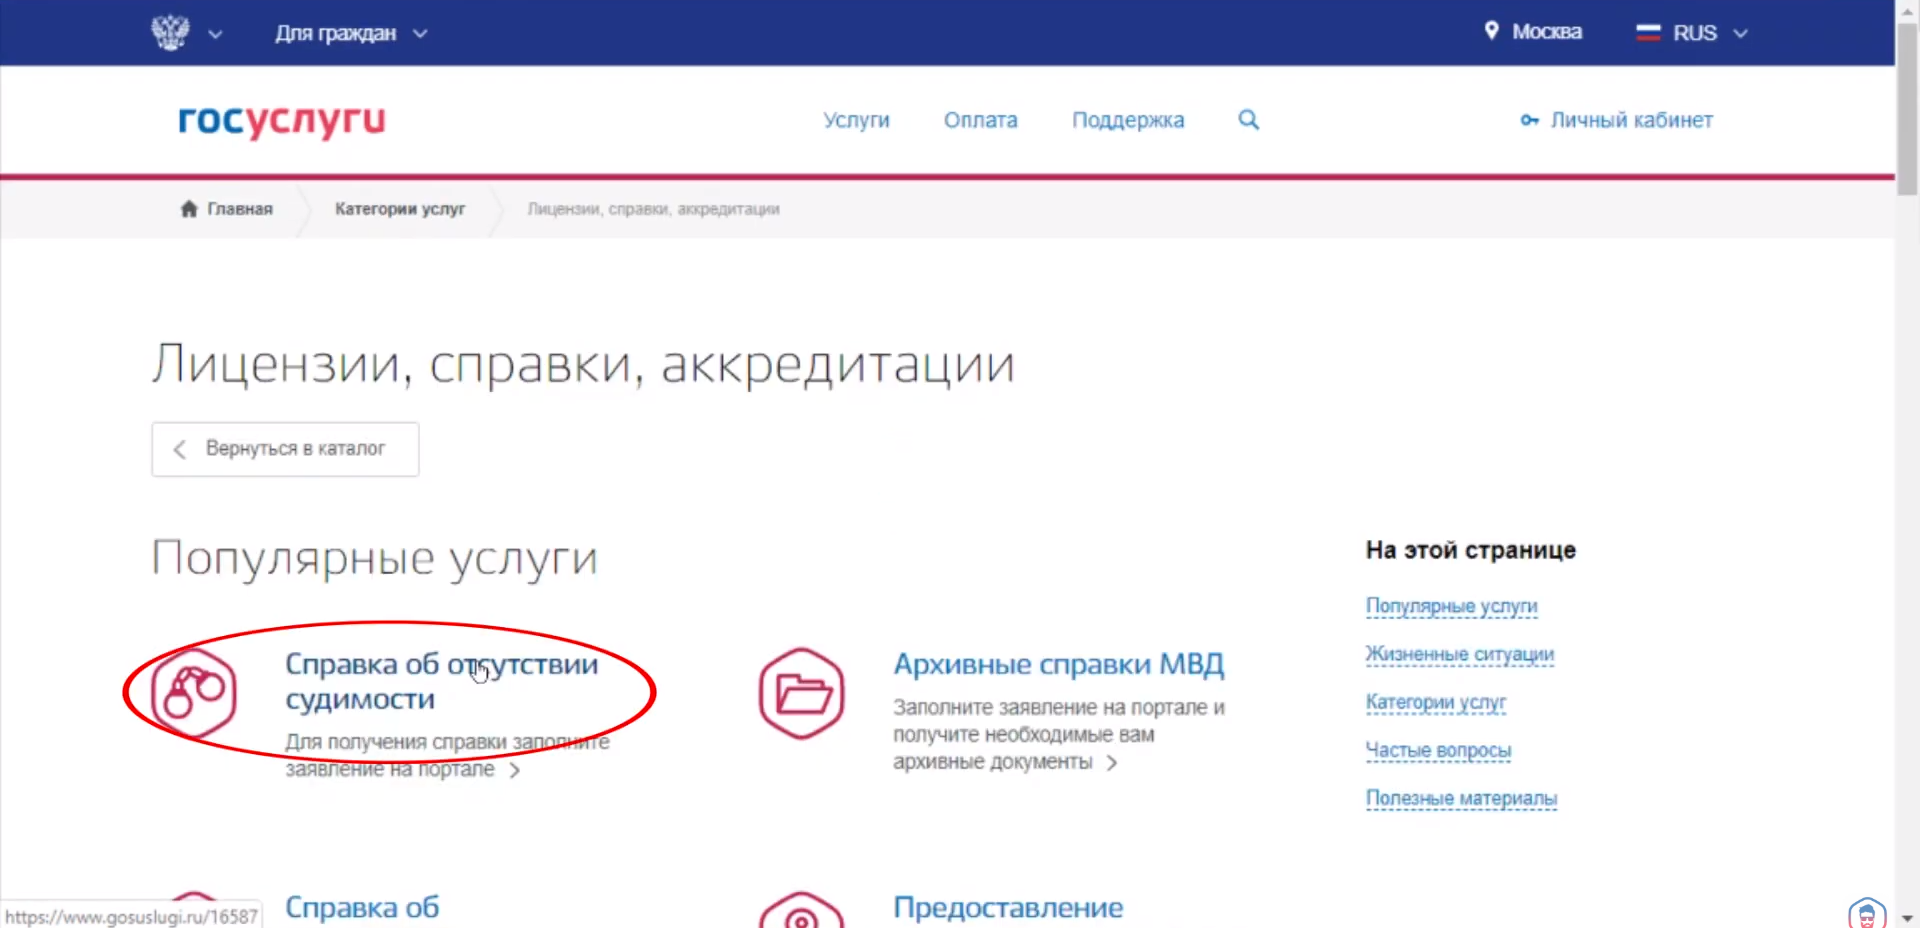 Для граждан
Москва
RUS
госуслуги
Услуги
Оплата
Поддержка
Личный кабинет
Главная
Категории услуг
Лицензии, справки, аккредитации
Лицензии, справки, аккредитации
Вернуться в каталог
Популярные услуги
Справка об отсутствии
судимости
Для получения справки заполните
заявление на портале
Архивные справки МВД
Заполните заявление на портале и
получите необходимые вам
архивные документы
На этой странице
Популярные услуги
Жизненные ситуации
Категории услуг
Частые вопросы
Полезные материалы
Справка об
Предоставление
https://www.gosuslugi.ru/16587